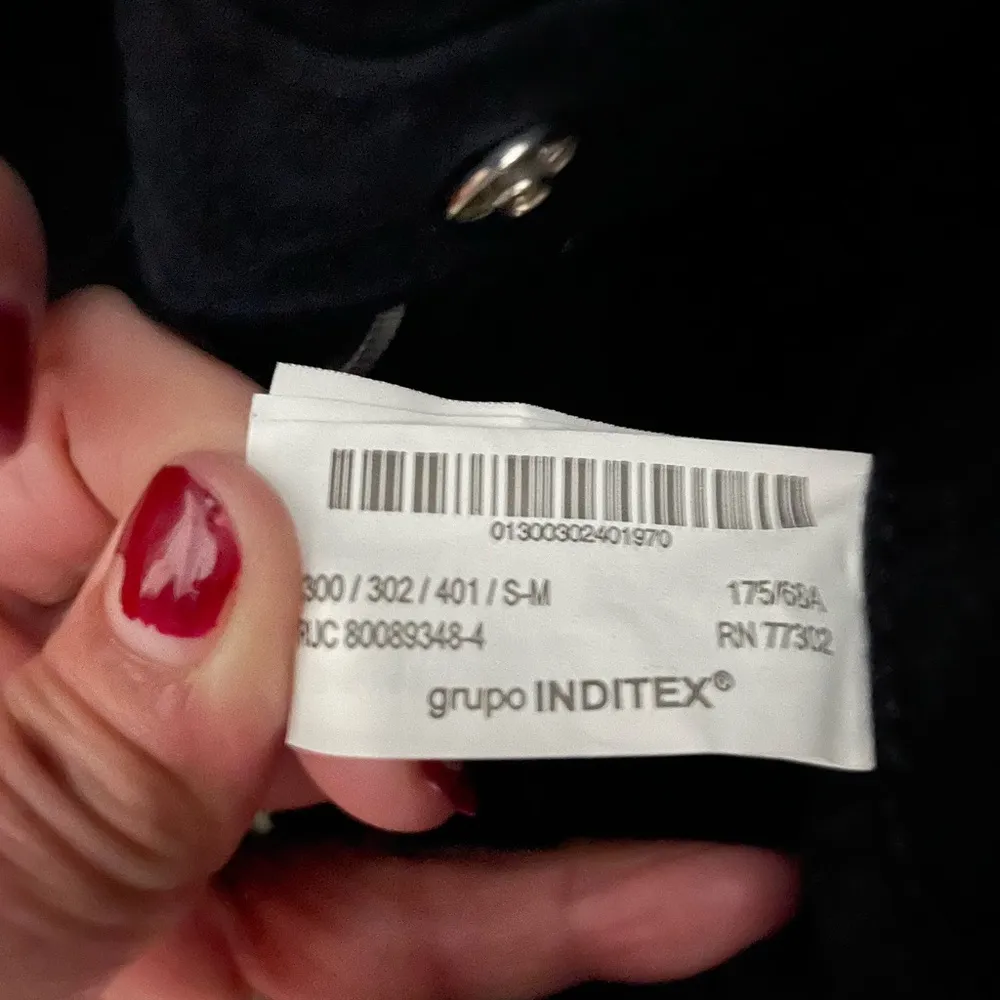 01300302401970
300 / 302 / 401 / S-M 175/68A
RUC 80089348-4 RN 77302
grupo INDITEX®